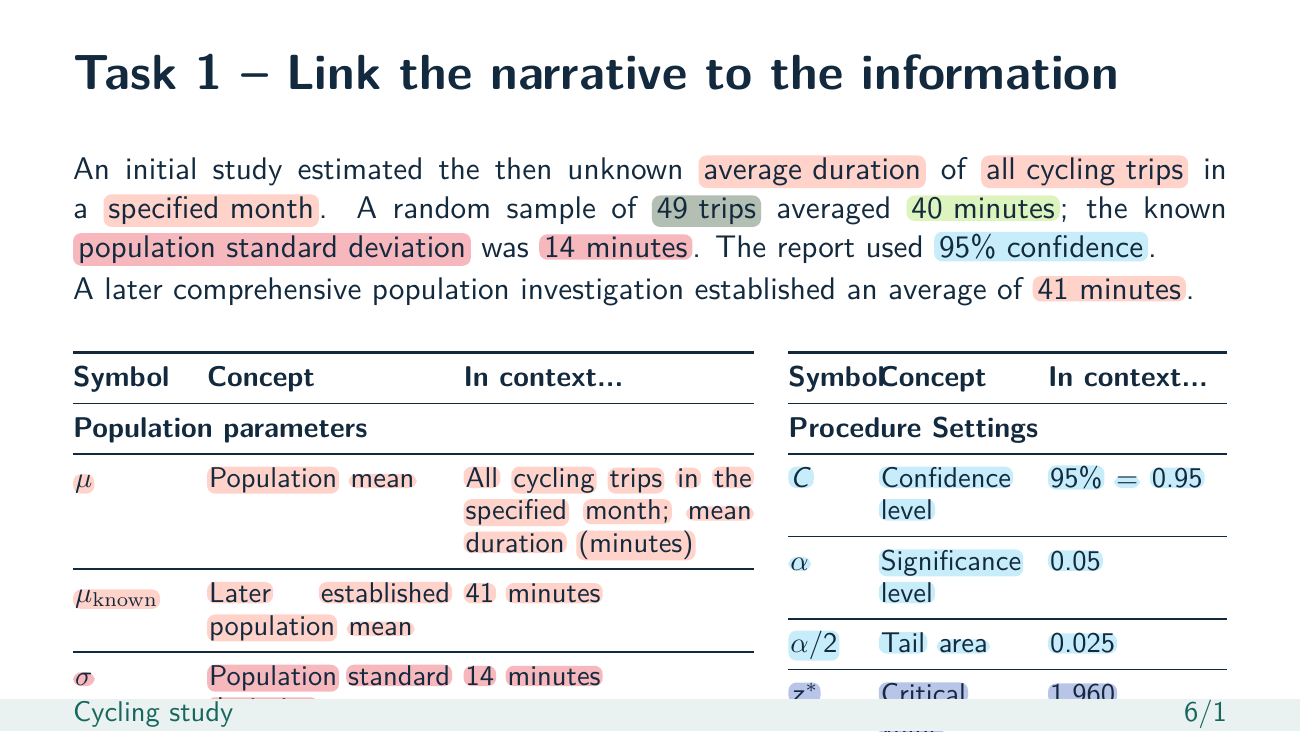 Task 1 – Link the narrative to the information
An initial study estimated the then unknown average duration of all cycling trips in
a specified month. A random sample of 49 trips averaged 40 minutes; the known
population standard deviation was 14 minutes. The report used 95% confidence.
A later comprehensive population investigation established an average of 41 minutes.
Symbol Concept In context...
Population parameters
μ Population mean All cycling trips in the
specified month; mean
duration (minutes)
μknown Later established 41 minutes
population mean
σ Population standard 14 minutes
Symbol Concept In context...
Procedure Settings
C Confidence 95% = 0.95
level
α Significance 0.05
level
α/2 Tail area 0.025
z* Critical 1.960
Cycling study 6/1